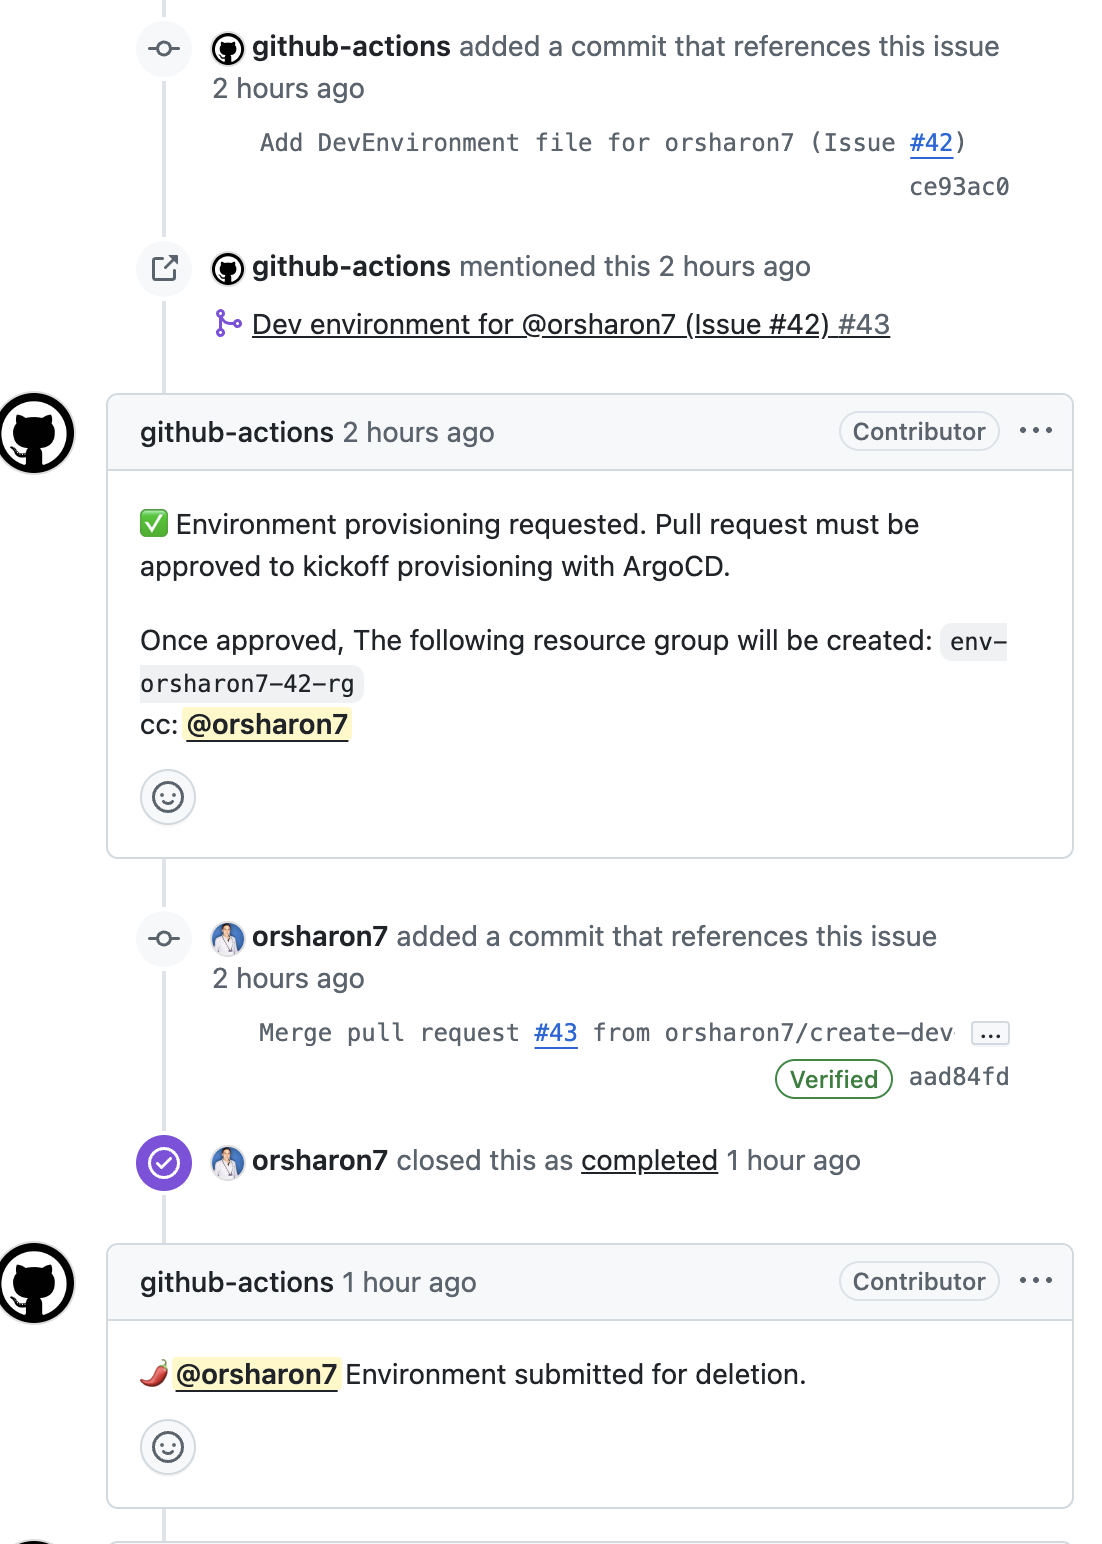 github-actions added a commit that references this issue
2 hours ago
Add DevEnvironment file for orsharon7 (Issue #42)
ce93ac0
github-actions mentioned this 2 hours ago
Dev environment for @orsharon7 (Issue #42) #43
github-actions 2 hours ago Contributor ...
✅ Environment provisioning requested. Pull request must be
approved to kickoff provisioning with ArgoCD.
Once approved, The following resource group will be created: env-
orsharon7-42-rg
cc: @orsharon7
orsharon7 added a commit that references this issue
2 hours ago
Merge pull request #43 from orsharon7/create-dev ...
Verified aad84fd
orsharon7 closed this as completed 1 hour ago
github-actions 1 hour ago Contributor ...
🌶️ @orsharon7 Environment submitted for deletion.